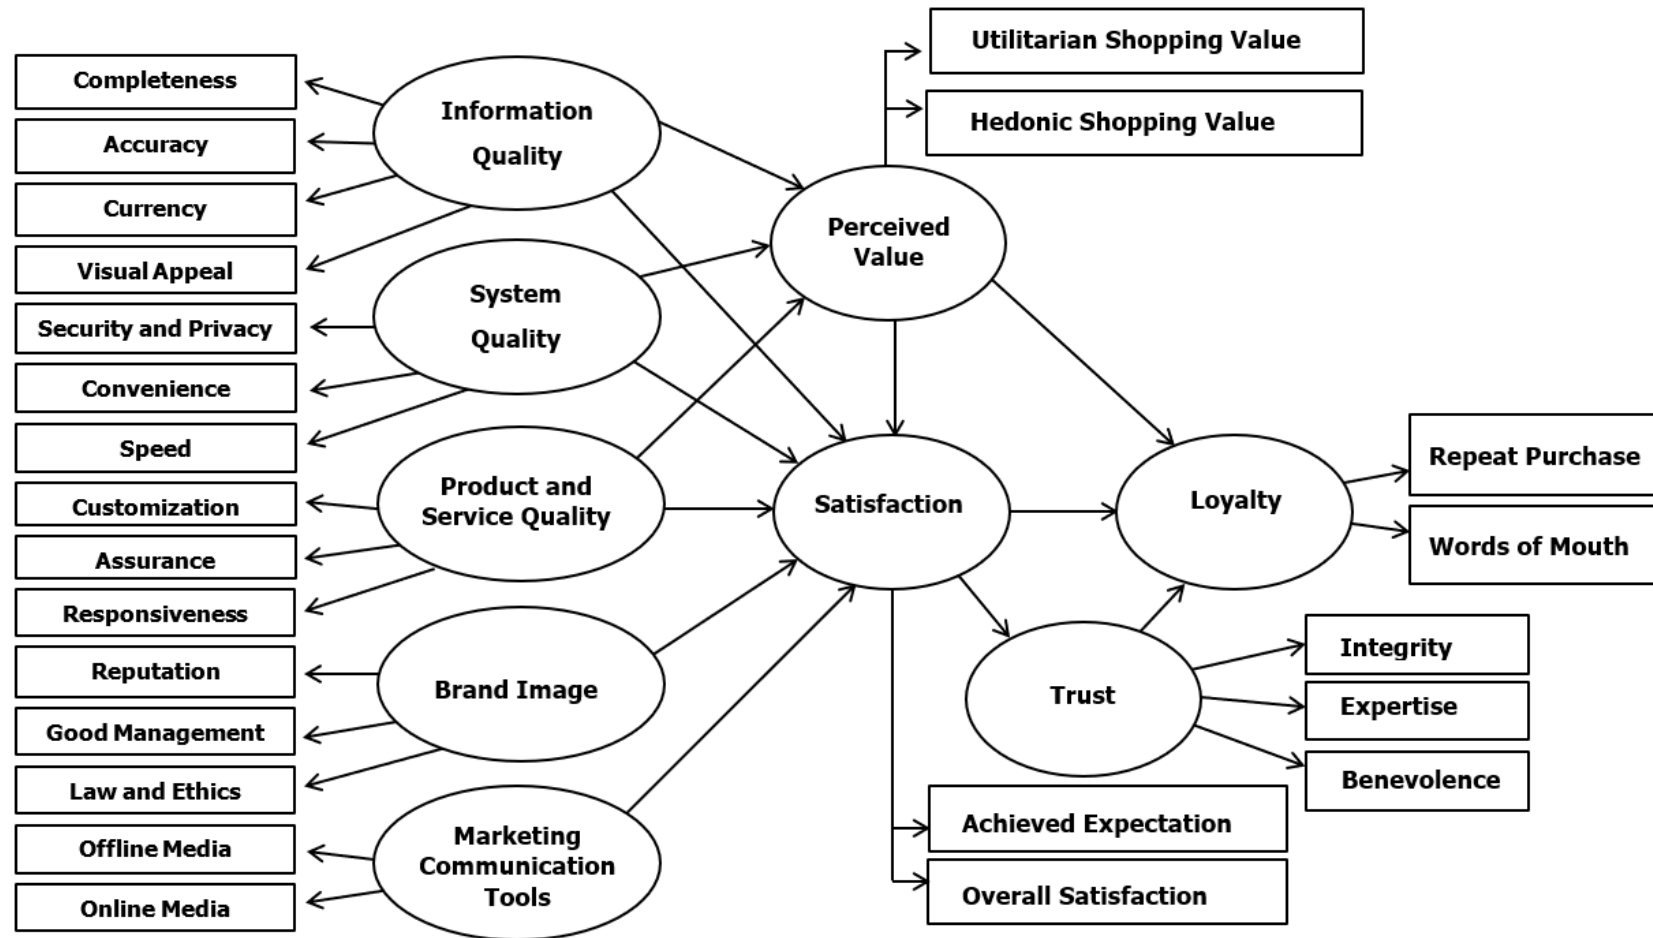 Completeness
Accuracy
Currency
Visual Appeal
Security and Privacy
Convenience
Speed
Customization
Assurance
Responsiveness
Reputation
Good Management
Law and Ethics
Offline Media
Online Media
Information
Quality
System
Quality
Product and
Service Quality
Brand Image
Marketing
Communication
Tools
Utilitarian Shopping Value
Hedonic Shopping Value
Perceived
Value
Satisfaction
Loyalty
Trust
Repeat Purchase
Words of Mouth
Integrity
Expertise
Benevolence
Achieved Expectation
Overall Satisfaction